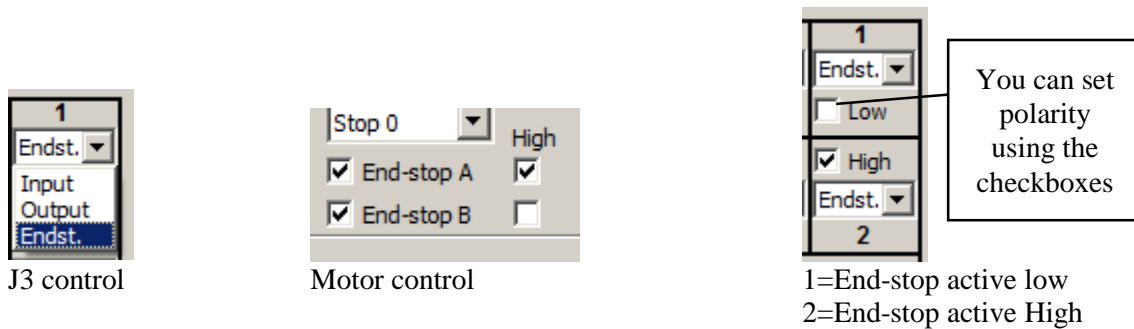 1
Endst.
Input
Output
Endst.
J3 control
Stop 0
High
End-stop A
End-stop B
Motor control
1
Endst.
Low
High
Endst.
2
You can set
polarity
using the
checkboxes
1=End-stop active low
2=End-stop active High